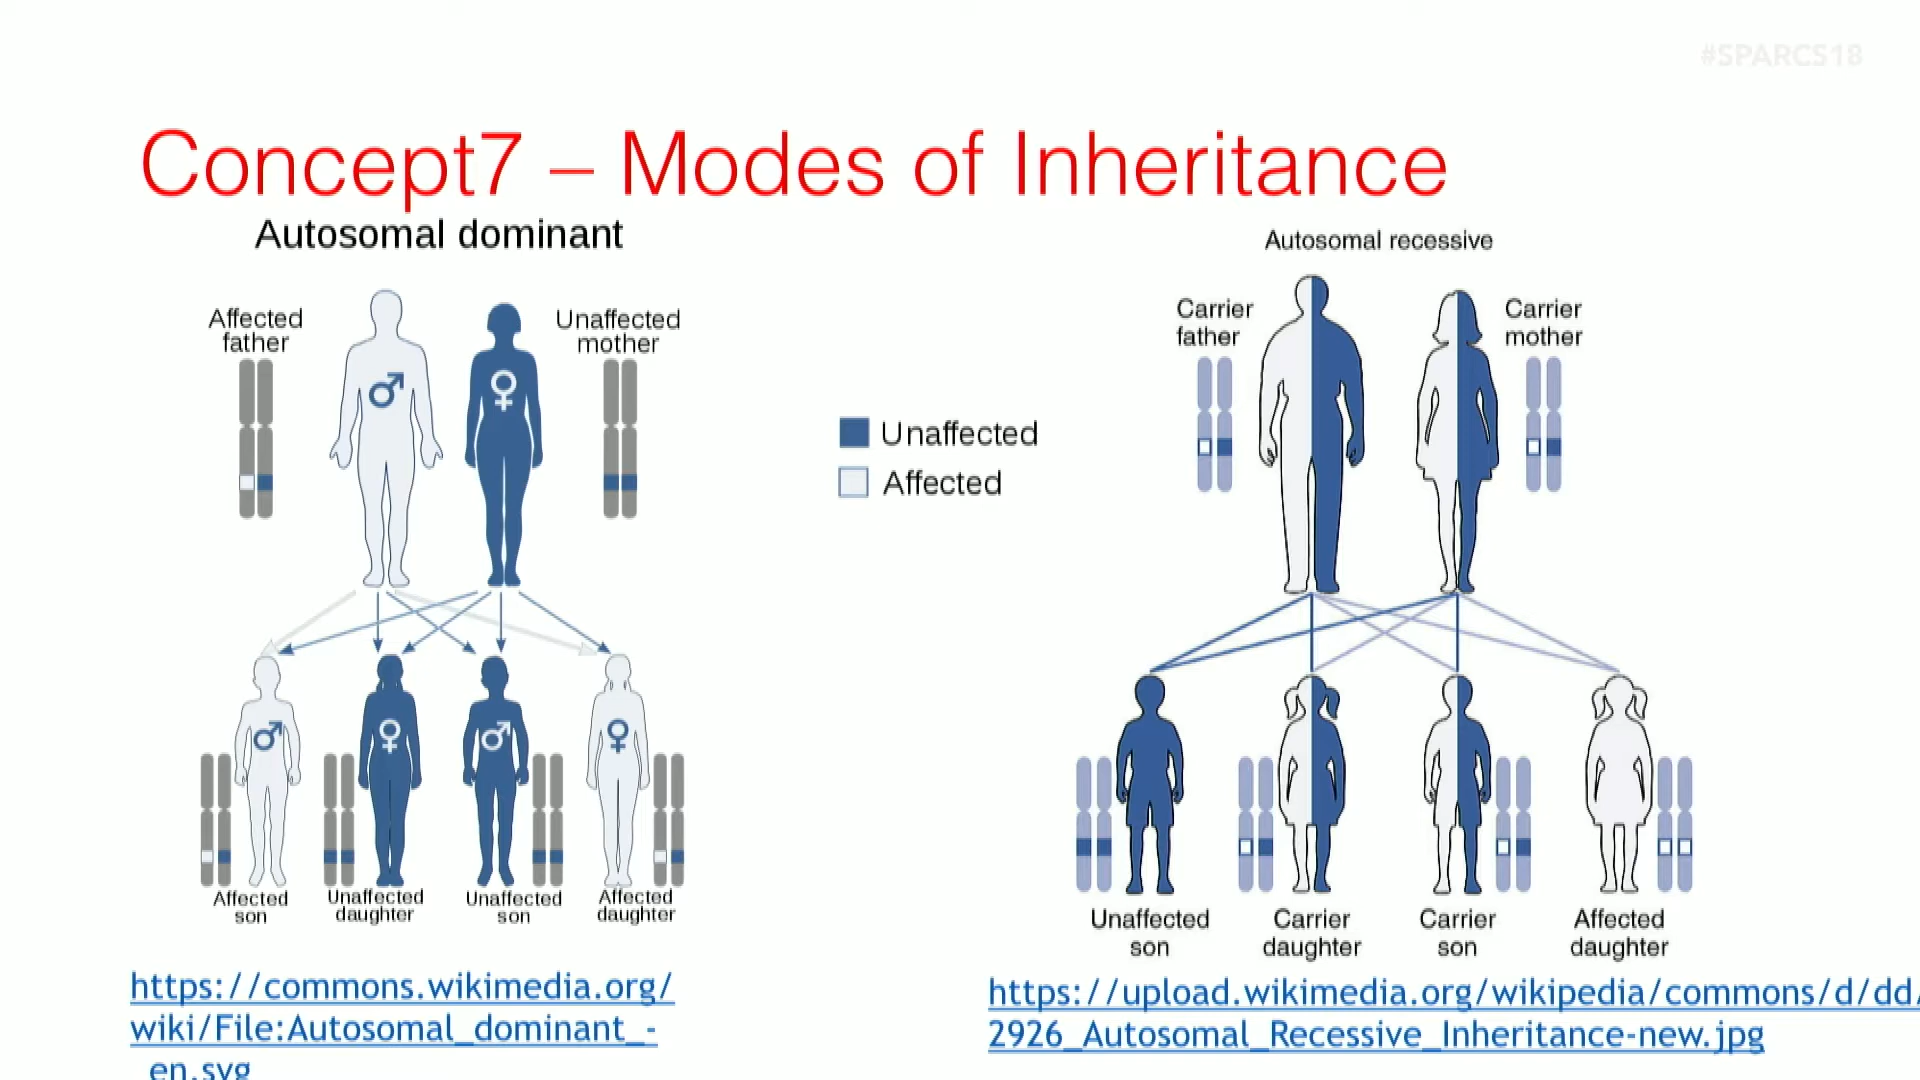 #SPARCS18
Concept7 – Modes of Inheritance
Autosomal dominant
Affected
father
Unaffected
mother
Affected
son
Unaffected
daughter
Unaffected
son
Affected
daughter
Unaffected
Affected
Autosomal recessive
Carrier
father
Carrier
mother
Unaffected
son
Carrier
daughter
Carrier
son
Affected
daughter
https://commons.wikimedia.org/
wiki/File:Autosomal_dominant_-
_en.svg
https://upload.wikimedia.org/wikipedia/commons/d/dd/
2926_Autosomal_Recessive_Inheritance-new.jpg